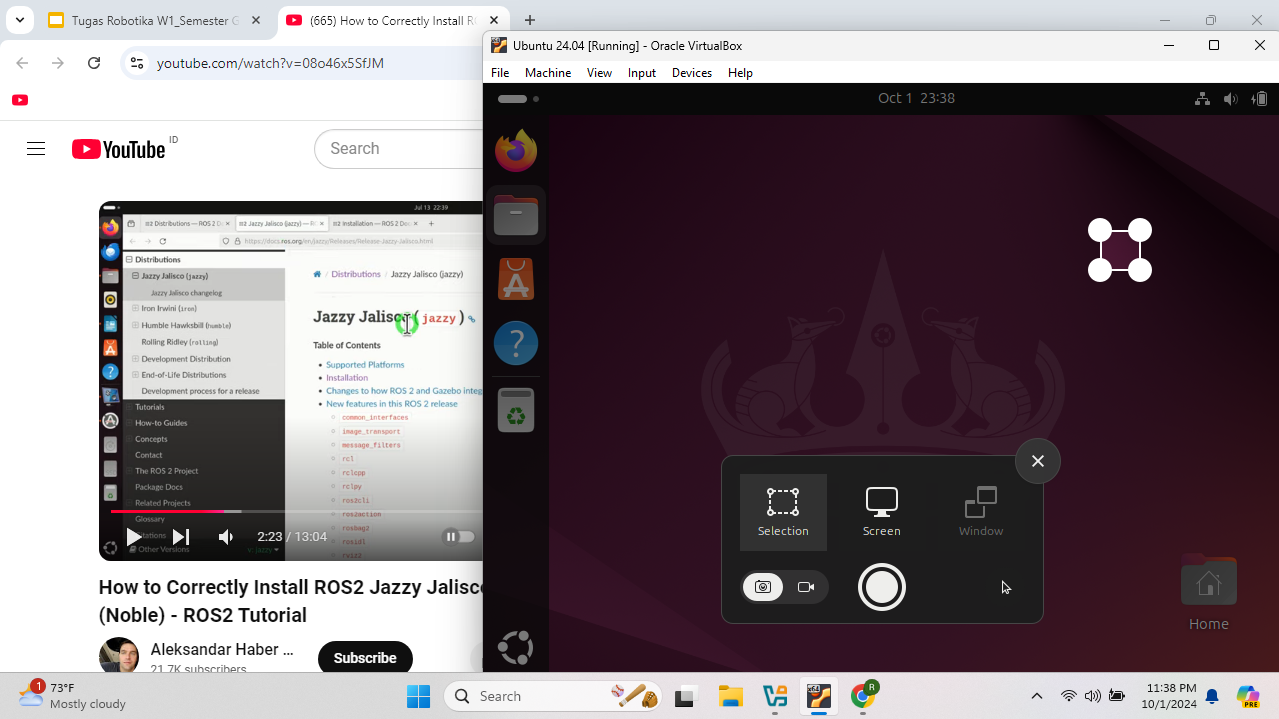 Tugas Robotika W1_Semester G
(665) How to Correctly Install RO
youtube.com/watch?v=08o46x5SfJM
YouTube ID
Search
Jul 13 22:39
Distributions — ROS 2 D
ROS 2 Jazzy Jalisco (jazzy) — R
Installation — ROS 2 Doc
https://docs.ros.org/en/jazzy/Releases/Release-Jazzy-Jalisco.html
Distributions
Jazzy Jalisco (jazzy)
Jazzy Jalisco changelog
Iron Irwini (iron)
Humble Hawksbill (humble)
Rolling Ridley (rolling)
Development Distribution
End-of-Life Distributions
Development process for a release
Tutorials
How-to Guides
Concepts
Contact
The ROS 2 Project
Package Docs
Related Projects
Glossary
Citations
Other Versions
v: jazzy
/ Distributions / Jazzy Jalisco (jazzy)
Jazzy Jalisco ( jazzy )
Table of Contents
Supported Platforms
Installation
Changes to how ROS 2 and Gazebo integ
New features in this ROS 2 release
common_interfaces
image_transport
message_filters
rcl
rclcpp
rclpy
ros2cli
ros2action
rosbag2
rosidl
rviz2
2:23 / 13:04
How to Correctly Install ROS2 Jazzy Jalisco
(Noble) - ROS2 Tutorial
Aleksandar Haber ...
21.7K subscribers
Subscribe
Ubuntu 24.04 [Running] - Oracle VirtualBox
File Machine View Input Devices Help
Oct 1 23:38
Selection
Screen
Window
Home
1
73°F
Mostly cloudy
Search
R
PRE
11:38 PM
10/1/2024